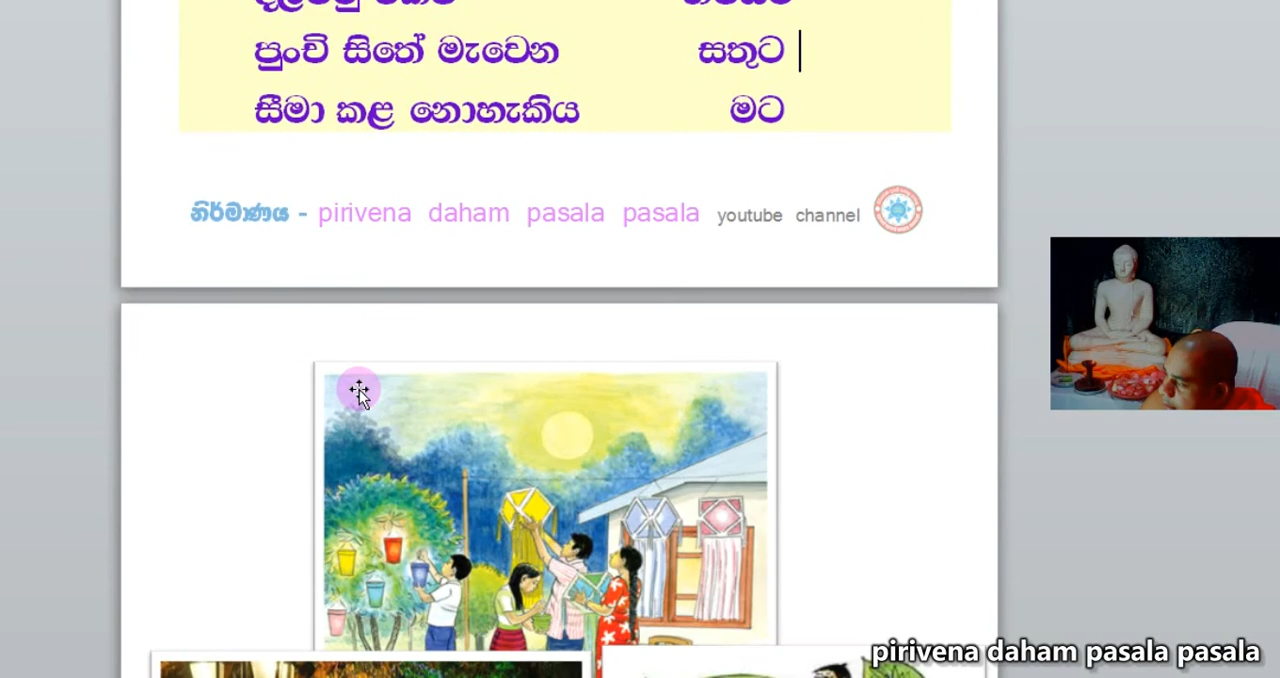 පුංචි සිතේ මැවෙන සතුට
සීමා කළ නොහැකිය මට
නිර්මාණය - pirivena daham pasala pasala youtube channel
pirivena daham pasala pasala